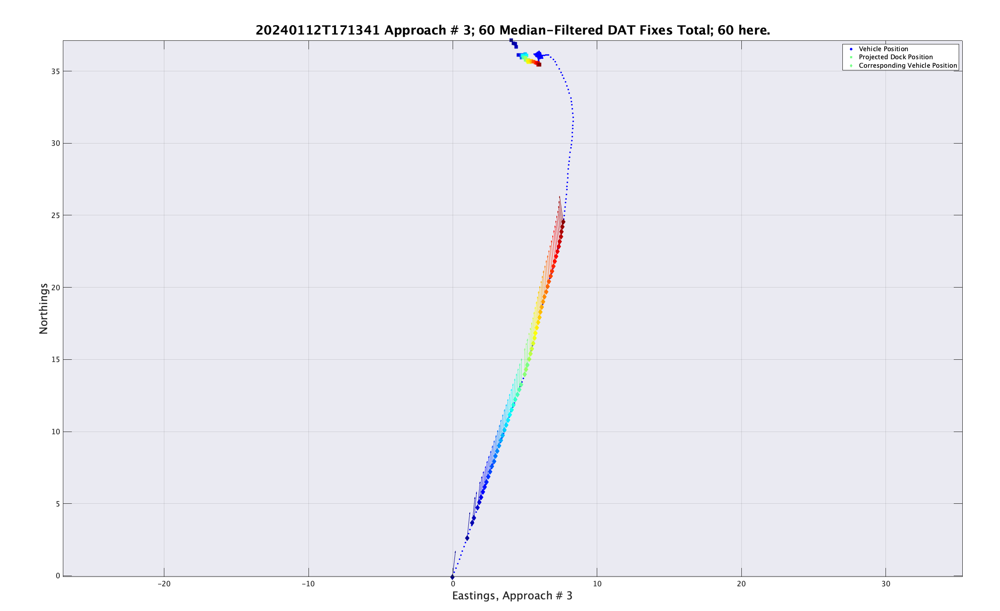 20240112T171341 Approach # 3; 60 Median-Filtered DAT Fixes Total; 60 here.
Vehicle Position
Projected Dock Position
Corresponding Vehicle Position
35
30
25
20
15
10
5
0
Northings
-20
-10
0
10
20
30
Eastings, Approach # 3